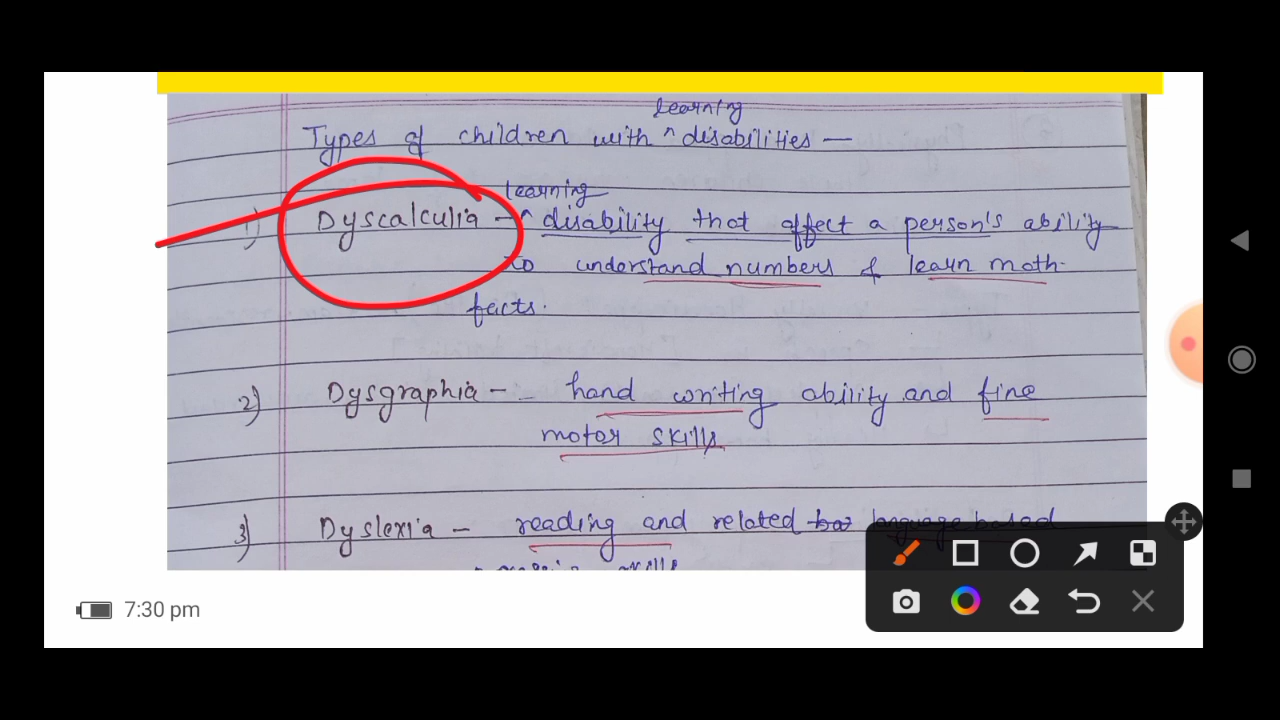 learning
Types of children with ^ disabilities —
learning
1) Dyscalculia - ^ disability that affect a person's ability
to understand numbers & learn math
facts.
2) Dysgraphia - hand writing ability and fine
motor skills
3) Dyslexia - reading and related language based
skills
7:30 pm